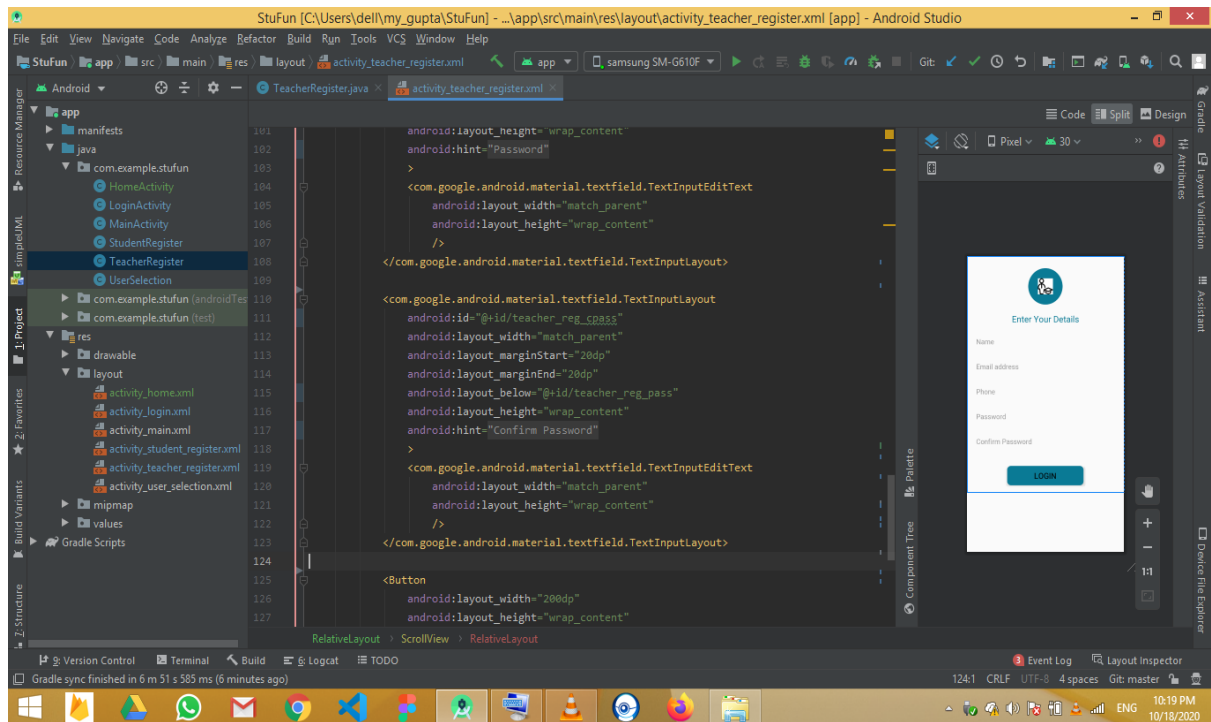 StuFun [C:\Users\dell\my_gupta\StuFun] - ...\app\src\main\res\layout\activity_teacher_register.xml [app] - Android Studio
File Edit View Navigate Code Analyze Refactor Build Run Tools VCS Window Help
StuFun app src main res layout activity_teacher_register.xml app samsung SM-G610F Git:
Android
TeacherRegister.java activity_teacher_register.xml
Code Split Design
Resource Manager
simpleUML
1: Project
2: Favorites
Build Variants
7: Structure
app
manifests
java
com.example.stufun
HomeActivity
LoginActivity
MainActivity
StudentRegister
TeacherRegister
UserSelection
com.example.stufun (androidTes
com.example.stufun (test)
res
drawable
layout
activity_home.xml
activity_login.xml
activity_main.xml
activity_student_register.xml
activity_teacher_register.xml
activity_user_selection.xml
mipmap
values
Gradle Scripts
101 android:layout_height="wrap_content"
102 android:hint="Password"
103 >
104 <com.google.android.material.textfield.TextInputEditText
105 android:layout_width="match_parent"
106 android:layout_height="wrap_content"
107 />
108 </com.google.android.material.textfield.TextInputLayout>
109
110 <com.google.android.material.textfield.TextInputLayout
111 android:id="@+id/teacher_reg_cpass"
112 android:layout_width="match_parent"
113 android:layout_marginStart="20dp"
114 android:layout_marginEnd="20dp"
115 android:layout_below="@+id/teacher_reg_pass"
116 android:layout_height="wrap_content"
117 android:hint="Confirm Password"
118 >
119 <com.google.android.material.textfield.TextInputEditText
120 android:layout_width="match_parent"
121 android:layout_height="wrap_content"
122 />
123 </com.google.android.material.textfield.TextInputLayout>
124
125 <Button
126 android:layout_width="200dp"
127 android:layout_height="wrap_content"
RelativeLayout ScrollView RelativeLayout
Palette
Component Tree
Pixel 30
Enter Your Details
Name
Email address
Phone
Password
Confirm Password
LOGIN
1:1
Attributes
Gradle
Layout Validation
Assistant
Device File Explorer
9: Version Control Terminal Build 6: Logcat TODO 3 Event Log Layout Inspector
Gradle sync finished in 6 m 51 s 585 ms (6 minutes ago) 124:1 CRLF UTF-8 4 spaces Git: master
ENG
10:19 PM
10/18/2020